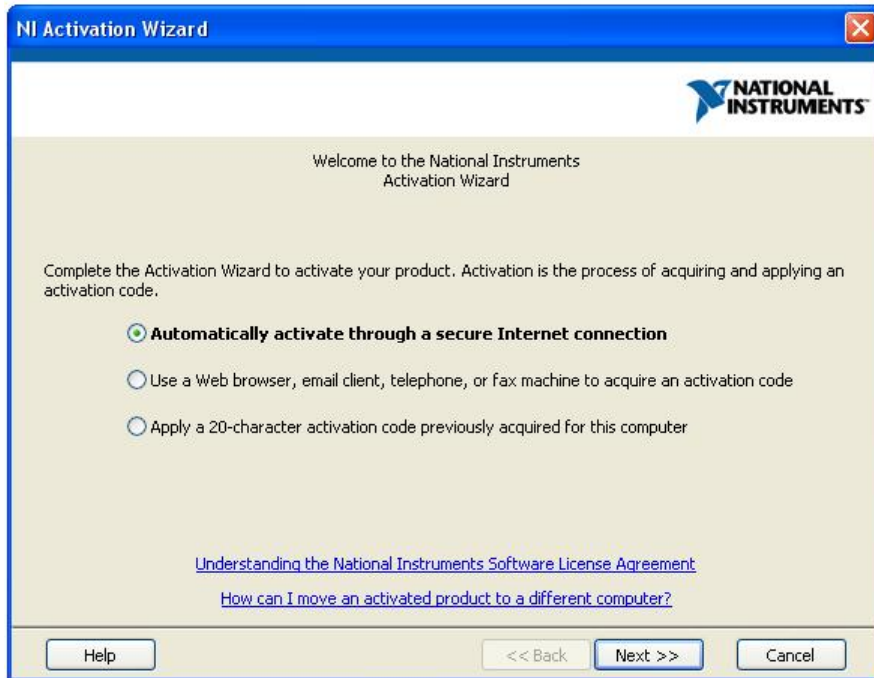 NI Activation Wizard
NATIONAL
INSTRUMENTS™
Welcome to the National Instruments
Activation Wizard
Complete the Activation Wizard to activate your product. Activation is the process of acquiring and applying an
activation code.
Automatically activate through a secure Internet connection
Use a Web browser, email client, telephone, or fax machine to acquire an activation code
Apply a 20-character activation code previously acquired for this computer
Understanding the National Instruments Software License Agreement
How can I move an activated product to a different computer?
Help
<< Back
Next >>
Cancel